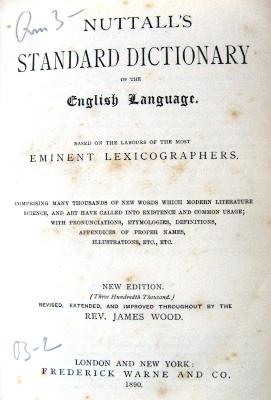 NUTTALL'S
STANDARD DICTIONARY
OF THE
English Language.
BASED ON THE LABOURS OF THE MOST
EMINENT LEXICOGRAPHERS.
COMPRISING MANY THOUSANDS OF NEW WORDS WHICH MODERN LITERATURE
SCIENCE, AND ART HAVE CALLED INTO EXISTENCE AND COMMON USAGE;
WITH PRONUNCIATIONS, ETYMOLOGIES, DEFINITIONS,
APPENDICES OF PROPER NAMES,
ILLUSTRATIONS, ETC., ETC.
NEW EDITION.
(Three Hundredth Thousand.)
REVISED, EXTENDED, AND IMPROVED THROUGHOUT BY THE
REV. JAMES WOOD.
LONDON AND NEW YORK:
FREDERICK WARNE AND CO.
1890.